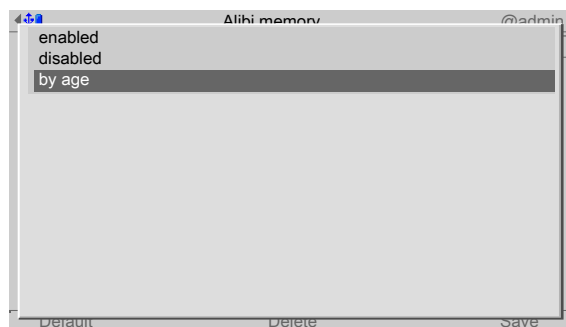 Alibi memory @admin
enabled
disabled
by age
Default Delete Save